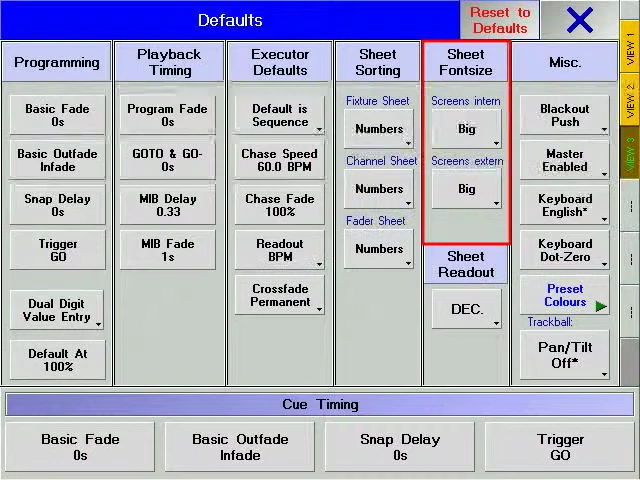 Defaults
Reset to
Defaults
Programming
Basic Fade
0s
Basic Outfade
Infade
Snap Delay
0s
Trigger
GO
Dual Digit
Value Entry
Default At
100%
Playback
Timing
Program Fade
0s
GOTO & GO-
0s
MIB Delay
0.33
MIB Fade
1s
Executor
Defaults
Default is
Sequence
Chase Speed
60.0 BPM
Chase Fade
100%
Readout
BPM
Crossfade
Permanent
Sheet
Sorting
Fixture Sheet
Numbers
Channel Sheet
Numbers
Fader Sheet
Numbers
Sheet
Fontsize
Screens intern
Big
Screens extern
Big
Sheet
Readout
DEC.
Misc.
Blackout
Push
Master
Enabled
Keyboard
English*
Keyboard
Dot-Zero
Preset
Colours
Trackball:
Pan/Tilt
Off*
VIEW 1
VIEW 2
VIEW 3
---
---
---
Cue Timing
Basic Fade
0s
Basic Outfade
Infade
Snap Delay
0s
Trigger
GO